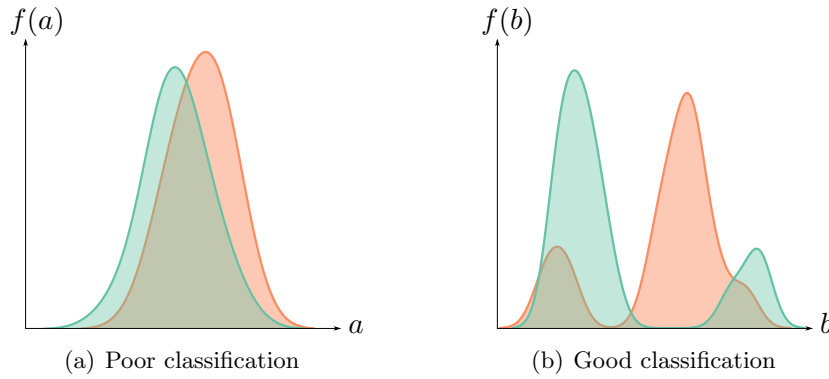 f(a)
a
(a) Poor classification
f(b)
b
(b) Good classification